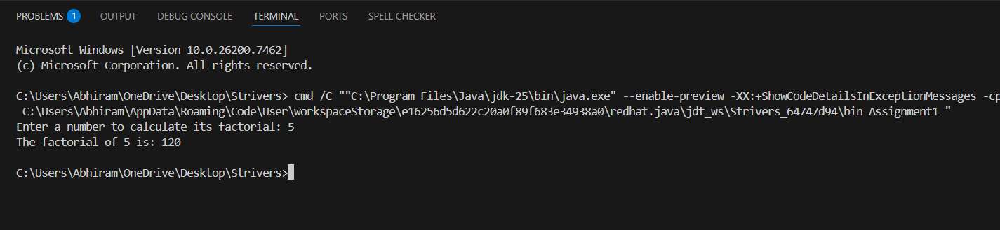 PROBLEMS 1 OUTPUT DEBUG CONSOLE TERMINAL PORTS SPELL CHECKER
Microsoft Windows [Version 10.0.26200.7462]
(c) Microsoft Corporation. All rights reserved.
C:\Users\Abhiram\OneDrive\Desktop\Strivers> cmd /C ""C:\Program Files\Java\jdk-25\bin\java.exe" --enable-preview -XX:+ShowCodeDetailsInExceptionMessages -cp
C:\Users\Abhiram\AppData\Roaming\Code\User\workspaceStorage\e16256d5d622c20a0f89f683e34938a0\redhat.java\jdt_ws\Strivers_64747d94\bin Assignment1 "
Enter a number to calculate its factorial: 5
The factorial of 5 is: 120
C:\Users\Abhiram\OneDrive\Desktop\Strivers>